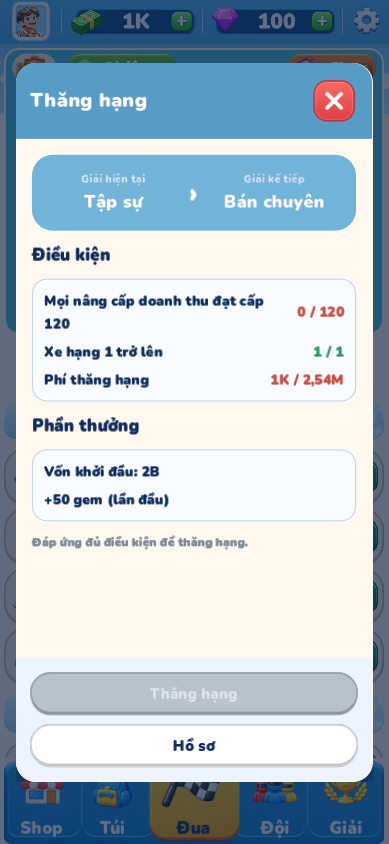 1K
100
Thăng hạng
Giải hiện tại
Tập sự
›
Giải kế tiếp
Bán chuyên
Điều kiện
Mọi nâng cấp doanh thu đạt cấp
120
0 / 120
Xe hạng 1 trở lên
1 / 1
Phí thăng hạng
1K / 2,54M
Phần thưởng
Vốn khởi đầu: 2B
+50 gem (lần đầu)
Đáp ứng đủ điều kiện để thăng hạng.
Thăng hạng
Hồ sơ
Shop
Túi
Đua
Đội
Giải